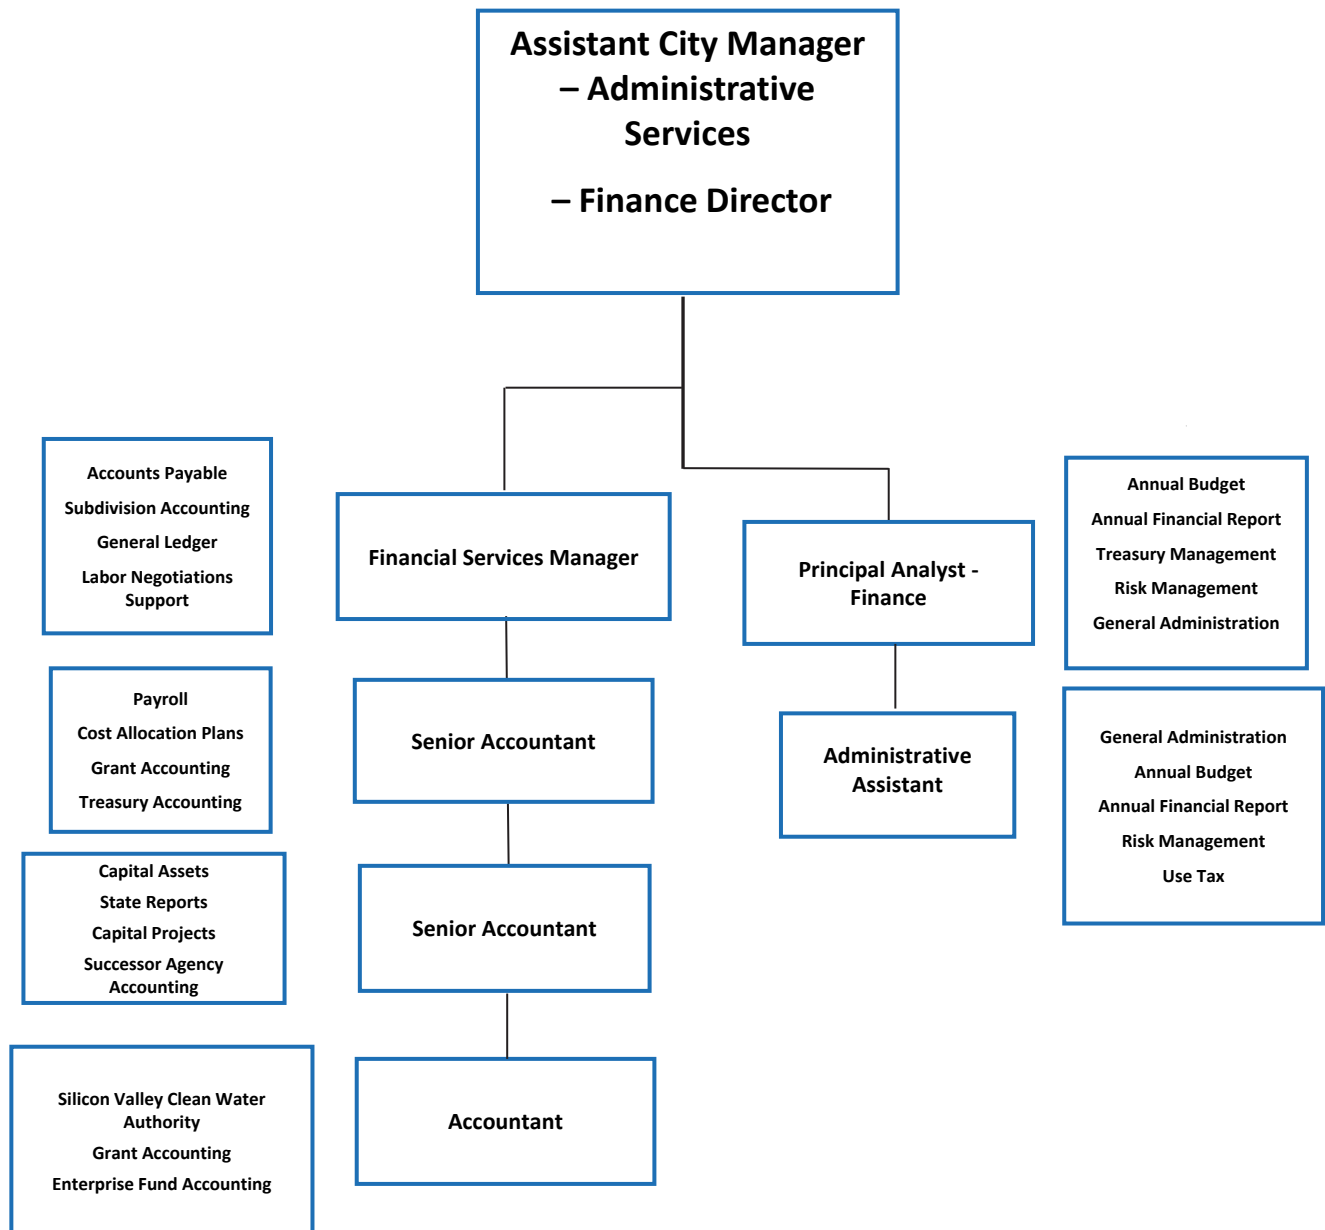 Assistant City Manager
– Administrative
Services
– Finance Director
Accounts Payable
Subdivision Accounting
General Ledger
Labor Negotiations
Support
Financial Services Manager
Principal Analyst -
Finance
Annual Budget
Annual Financial Report
Treasury Management
Risk Management
General Administration
Payroll
Cost Allocation Plans
Grant Accounting
Treasury Accounting
Senior Accountant
Administrative
Assistant
General Administration
Annual Budget
Annual Financial Report
Risk Management
Use Tax
Capital Assets
State Reports
Capital Projects
Successor Agency
Accounting
Senior Accountant
Silicon Valley Clean Water
Authority
Grant Accounting
Enterprise Fund Accounting
Accountant